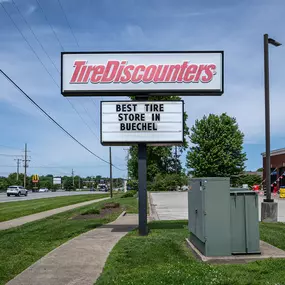 TireDiscounters
BEST TIRE
STORE IN
BUECHEL